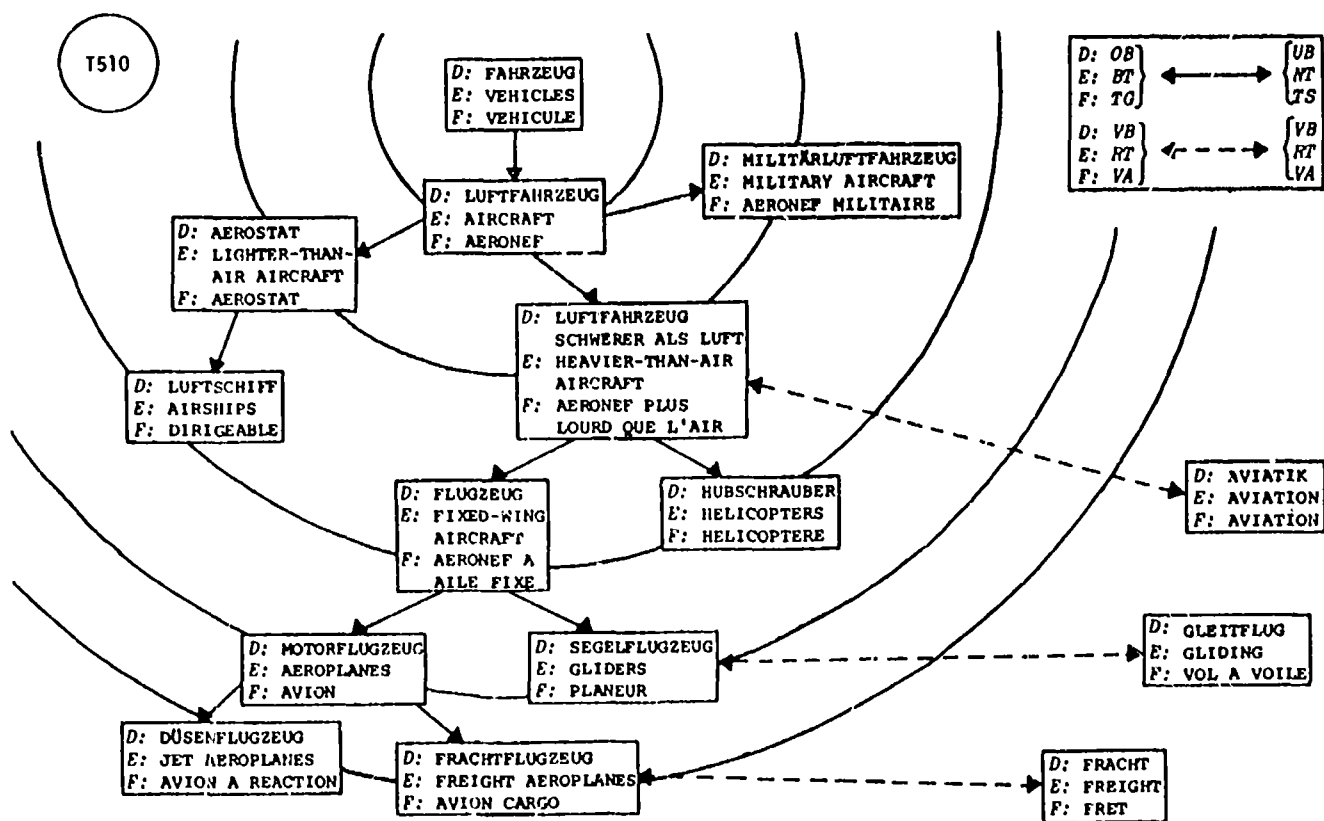 T510
D: FAHRZEUG
E: VEHICLES
F: VEHICULE
D: OB
E: BT
F: TG
UB
NT
TS
D: VB
E: RT
F: VA
VB
RT
VA
D: MILITÄRLUFTFAHRZEUG
E: MILITARY AIRCRAFT
F: AERONEF MILITAIRE
D: LUFTFAHRZEUG
E: AIRCRAFT
F: AERONEF
D: AEROSTAT
E: LIGHTER-THAN-
AIR AIRCRAFT
F: AEROSTAT
D: LUFTFAHRZEUG
SCHWERER ALS LUFT
E: HEAVIER-THAN-AIR
AIRCRAFT
F: AERONEF PLUS
LOURD QUE L'AIR
D: LUFTSCHIFF
E: AIRSHIPS
F: DIRIGEABLE
D: FLUGZEUG
E: FIXED-WING
AIRCRAFT
F: AERONEF A
AILE FIXE
D: HUBSCHRAUBER
E: HELICOPTERS
F: HELICOPTERE
D: AVIATIK
E: AVIATION
F: AVIATION
D: MOTORFLUGZEUG
E: AEROPLANES
F: AVION
D: SEGELFLUGZEUG
E: GLIDERS
F: PLANEUR
D: GLEITFLUG
E: GLIDING
F: VOL A VOILE
D: DÜSENFLUGZEUG
E: JET AEROPLANES
F: AVION A REACTION
D: FRACHTFLUGZEUG
E: FREIGHT AEROPLANES
F: AVION CARGO
D: FRACHT
E: FREIGHT
F: FRET